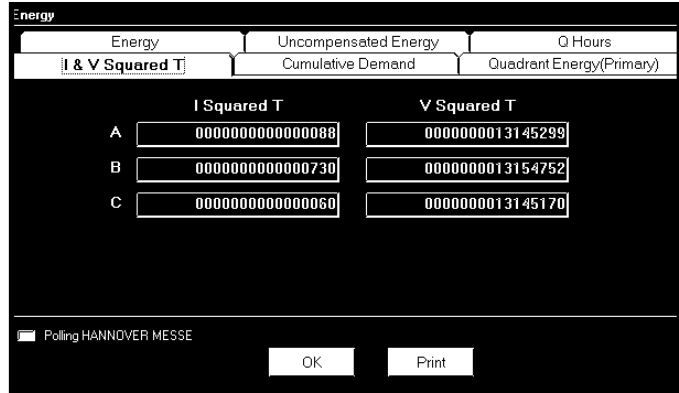 Energy
Energy Uncompensated Energy Q Hours
I & V Squared T Cumulative Demand Quadrant Energy(Primary)
I Squared T V Squared T
A 0000000000000088 0000000013145299
B 0000000000000730 0000000013154752
C 0000000000000060 0000000013145170
Polling HANNOVER MESSE
OK Print